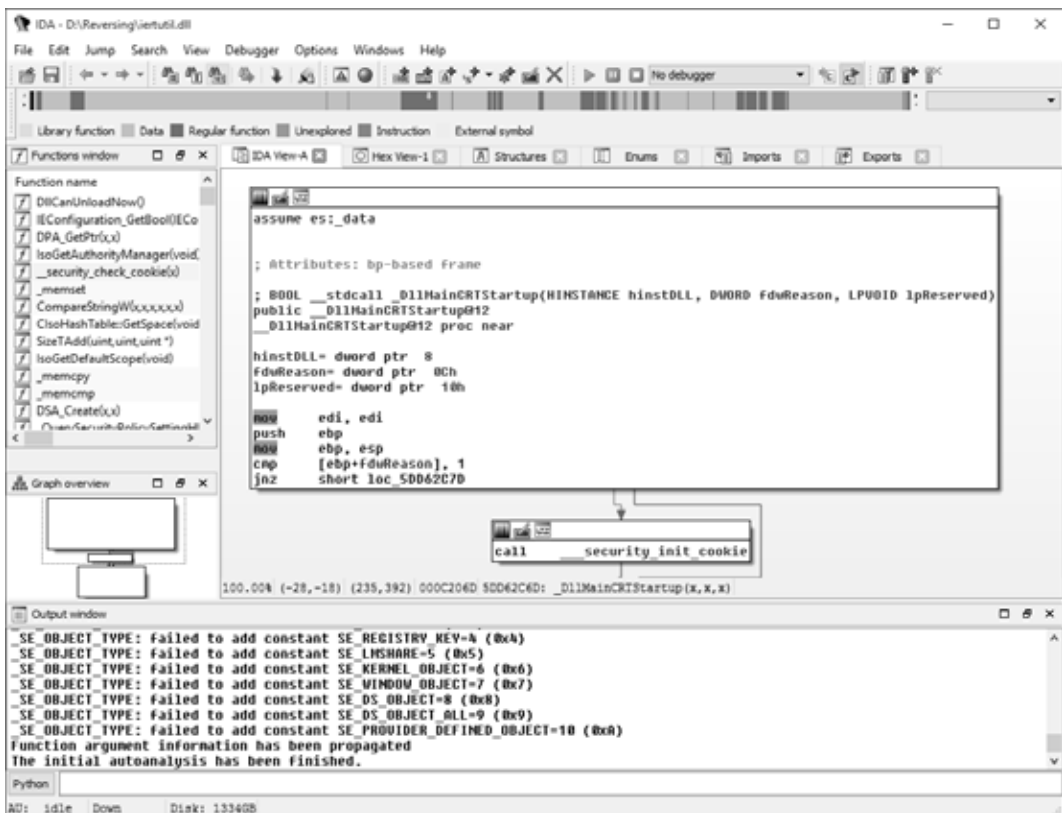 IDA - D:\Reversing\iertutil.dll
File Edit Jump Search View Debugger Options Windows Help
No debugger
Library function Data Regular function Unexplored Instruction External symbol
Functions window
IDA View-A Hex View-1 Structures Enums Imports Exports
Function name
DllCanUnloadNow()
IEConfiguration_GetBool(IECo
DPA_GetPtr(x,x)
IsoGetAuthorityManager(void)
__security_check_cookie(x)
_memset
CompareStringW(x,x,x,x,x,x)
CIsoHashTable::GetSpace(void
SizeTAdd(uint,uint,uint *)
IsoGetDefaultScope(void)
_memcpy
_memcmp
DSA_Create(x,x)
assume es:_data
; Attributes: bp-based frame
; BOOL __stdcall _DllMainCRTStartup(HINSTANCE hinstDLL, DWORD fdwReason, LPVOID lpReserved)
public __DllMainCRTStartup@12
__DllMainCRTStartup@12 proc near
hinstDLL= dword ptr 8
fdwReason= dword ptr 0Ch
lpReserved= dword ptr 10h
mov edi, edi
push ebp
mov ebp, esp
cmp [ebp+fdwReason], 1
jnz short loc_5DD62C7D
call ___security_init_cookie
100.00% (-28,-18) (235,392) 000C206D 5DD62C6D: _DllMainCRTStartup(x,x,x)
Graph overview
Output window
_SE_OBJECT_TYPE: failed to add constant SE_REGISTRY_KEY=4 (0x4)
_SE_OBJECT_TYPE: failed to add constant SE_LMSHARE=5 (0x5)
_SE_OBJECT_TYPE: failed to add constant SE_KERNEL_OBJECT=6 (0x6)
_SE_OBJECT_TYPE: failed to add constant SE_WINDOW_OBJECT=7 (0x7)
_SE_OBJECT_TYPE: failed to add constant SE_DS_OBJECT=8 (0x8)
_SE_OBJECT_TYPE: failed to add constant SE_DS_OBJECT_ALL=9 (0x9)
_SE_OBJECT_TYPE: failed to add constant SE_PROVIDER_DEFINED_OBJECT=10 (0xA)
Function argument information has been propagated
The initial autoanalysis has been finished.
Python
AU: idle Down Disk: 1334GB